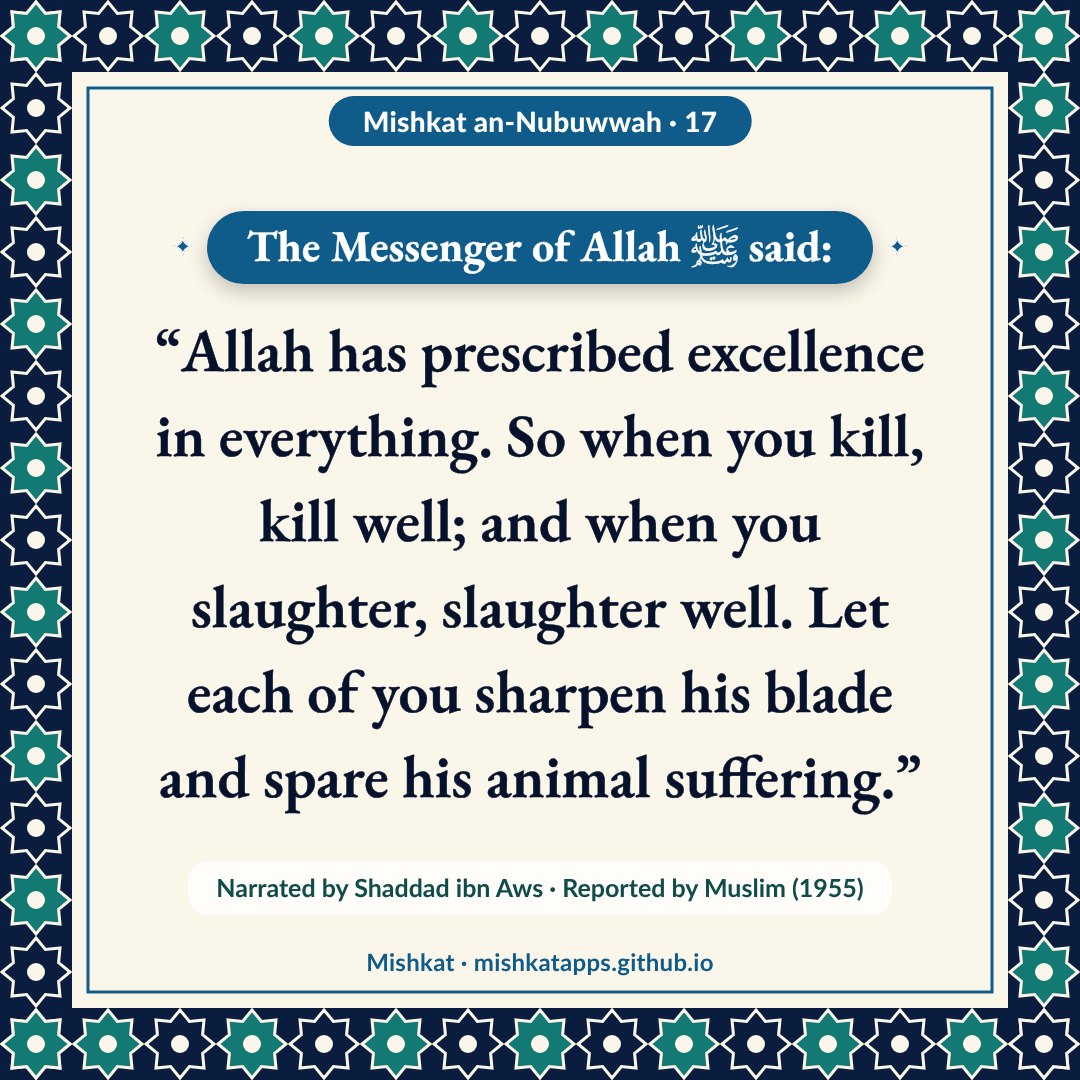 Mishkat an-Nubuwwah · 17
The Messenger of Allah ﷺ said:
“Allah has prescribed excellence
in everything. So when you kill,
kill well; and when you
slaughter, slaughter well. Let
each of you sharpen his blade
and spare his animal suffering.”
Narrated by Shaddad ibn Aws · Reported by Muslim (1955)
Mishkat · mishkatapps.github.io